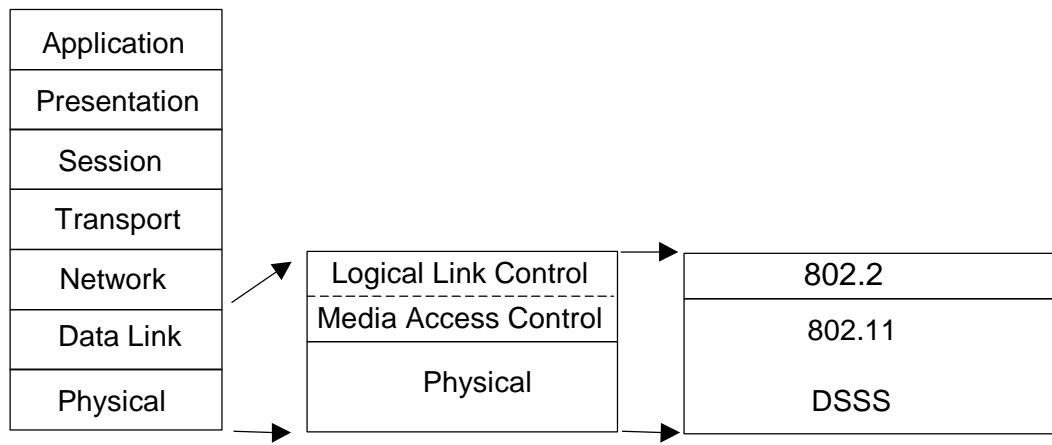 Application
Presentation
Session
Transport
Network
Data Link
Physical
Logical Link Control
Media Access Control
Physical
802.2
802.11
DSSS